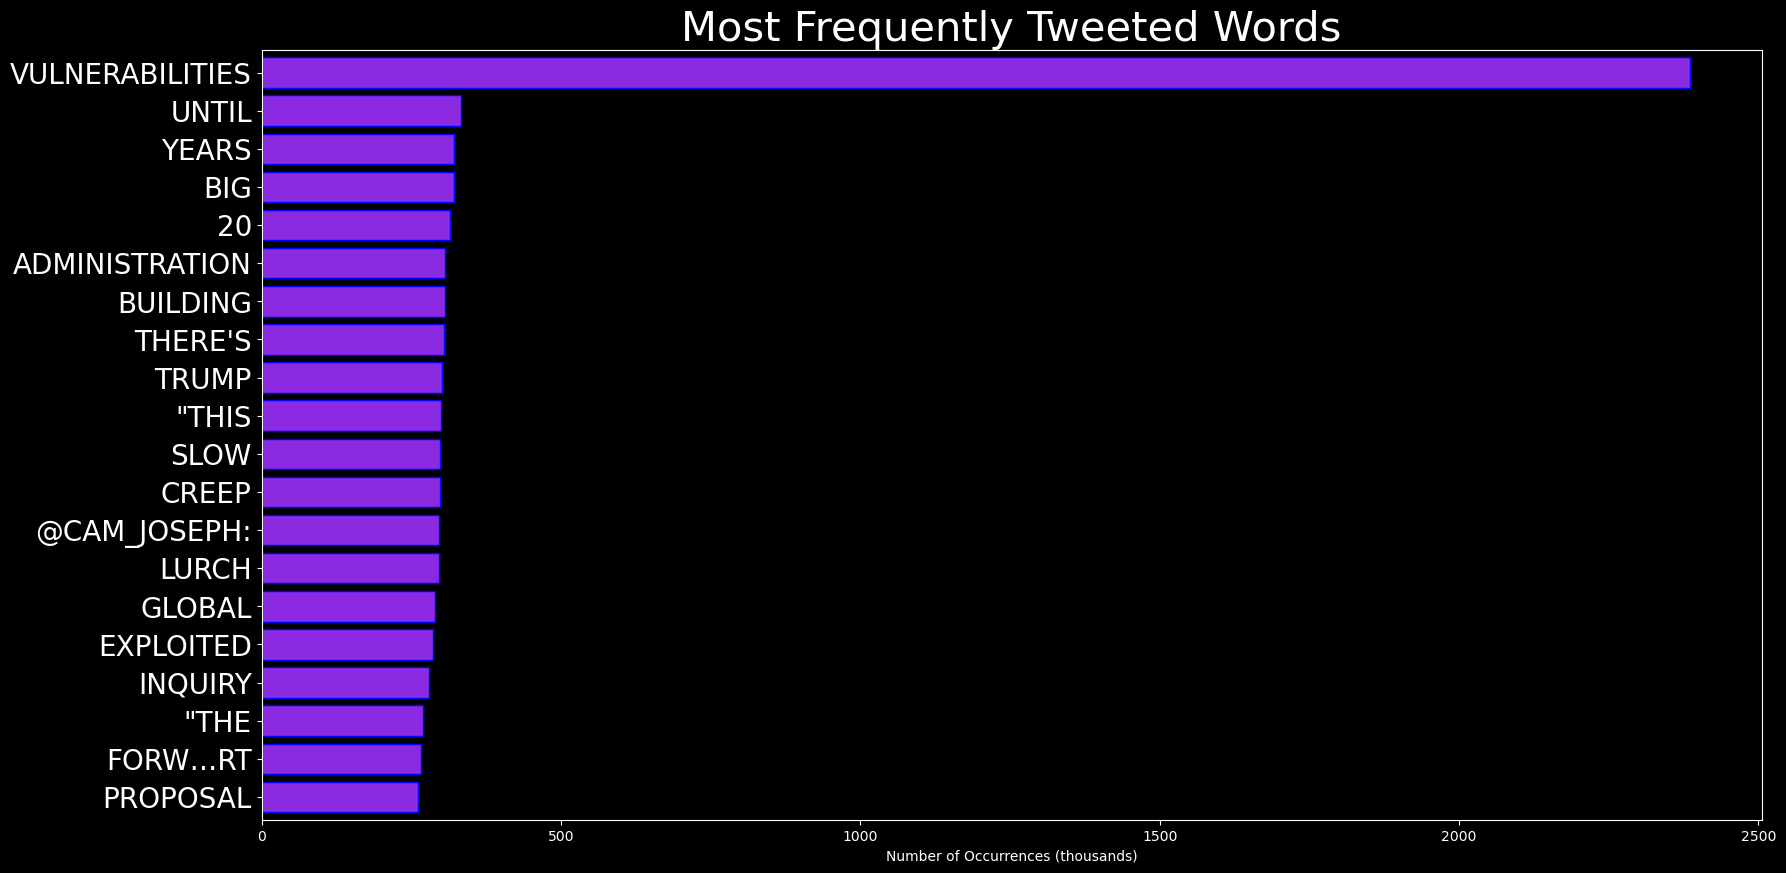 Most Frequently Tweeted Words
VULNERABILITIES
UNTIL
YEARS
BIG
20
ADMINISTRATION
BUILDING
THERE'S
TRUMP
"THIS
SLOW
CREEP
@CAM_JOSEPH:
LURCH
GLOBAL
EXPLOITED
INQUIRY
"THE
FORW…RT
PROPOSAL
0 500 1000 1500 2000 2500
Number of Occurrences (thousands)